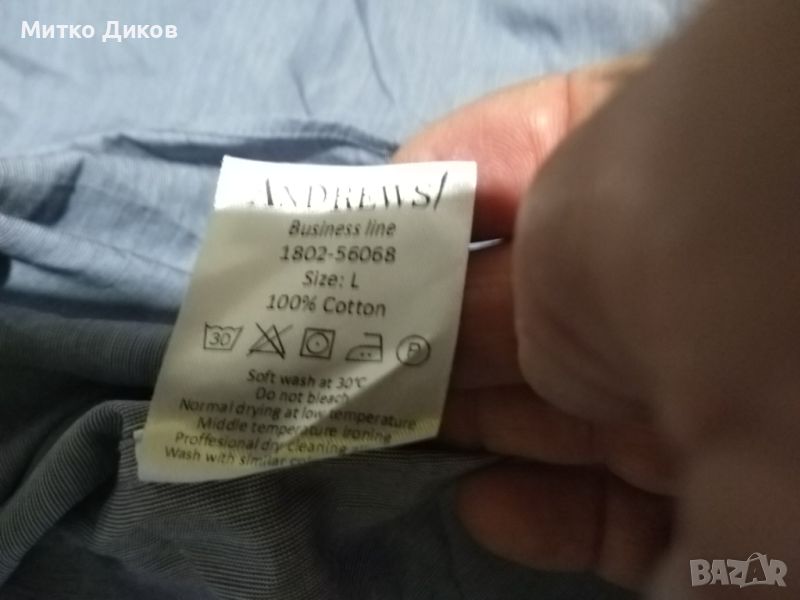 Митко Диков
ANDREWS/
Business line
1802-56068
Size: L
100% Cotton
30 P
Soft wash at 30℃
Do not bleach
Normal drying at low temperature
Middle temperature ironing
Proffesional dry cleaning
Wash with similar
BAZAR